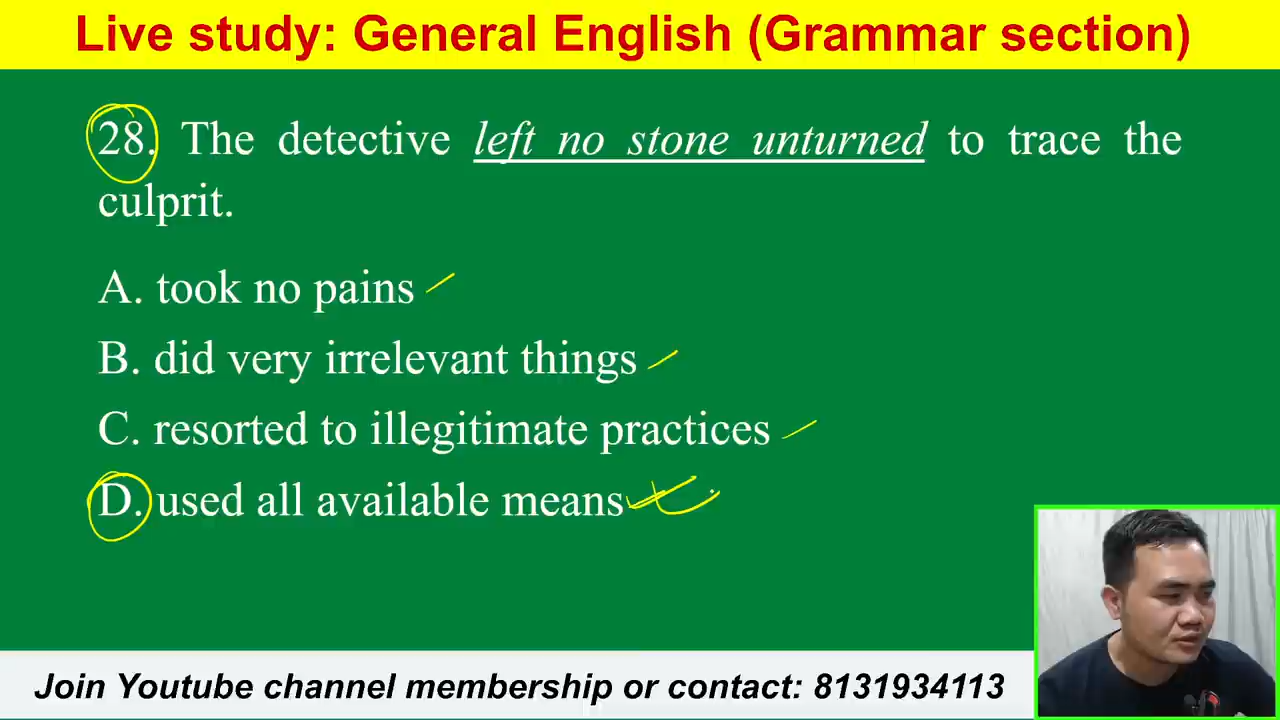 Live study: General English (Grammar section)
28. The detective left no stone unturned to trace the
culprit.
A. took no pains
B. did very irrelevant things
C. resorted to illegitimate practices
D. used all available means
Join Youtube channel membership or contact: 8131934113